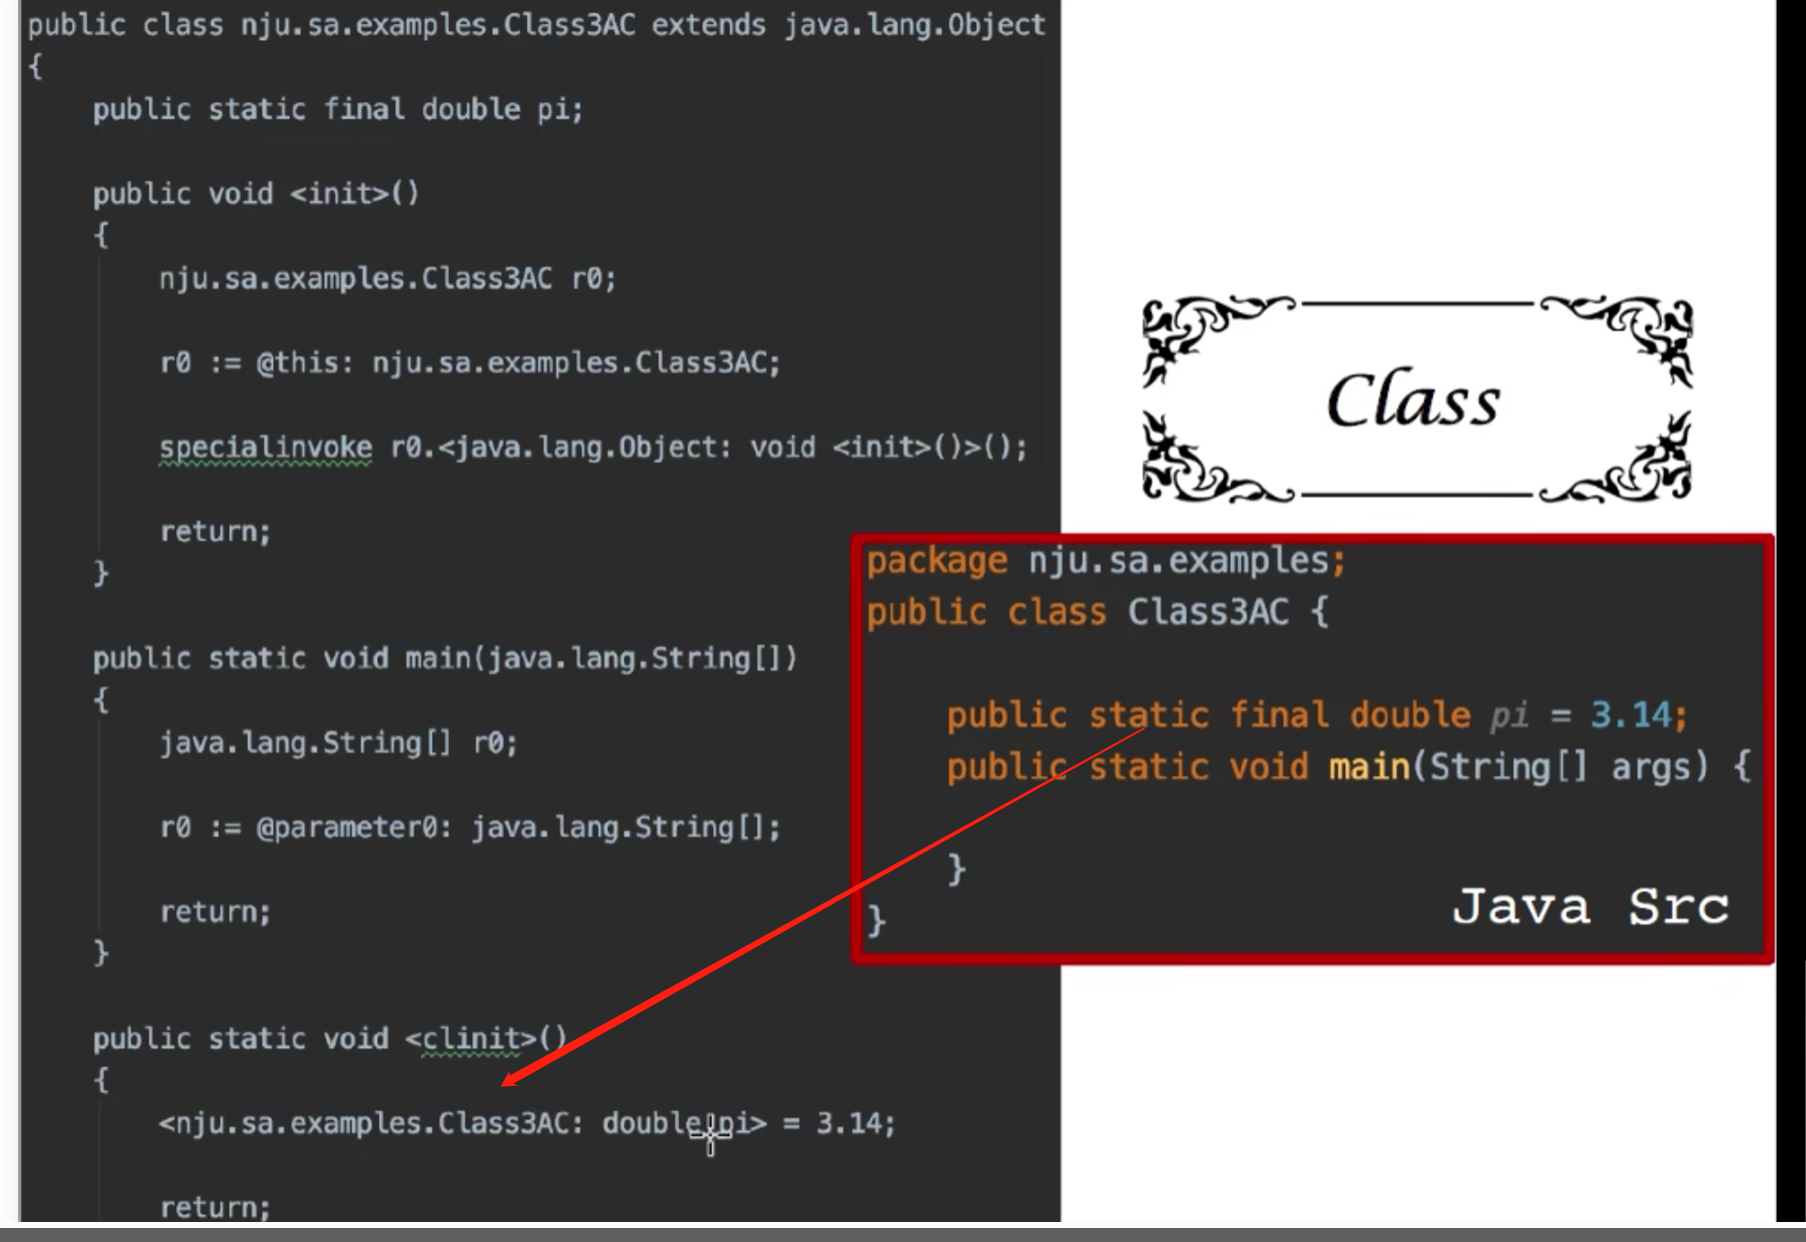 public class nju.sa.examples.Class3AC extends java.lang.Object
{
public static final double pi;
public void <init>()
{
nju.sa.examples.Class3AC r0;
r0 := @this: nju.sa.examples.Class3AC;
specialinvoke r0.<java.lang.Object: void <init>()>();
return;
}
public static void main(java.lang.String[])
{
java.lang.String[] r0;
r0 := @parameter0: java.lang.String[];
return;
}
public static void <clinit>()
{
<nju.sa.examples.Class3AC: double pi> = 3.14;
return;
Class
package nju.sa.examples;
public class Class3AC {
public static final double pi = 3.14;
public static void main(String[] args) {
}
}
Java Src